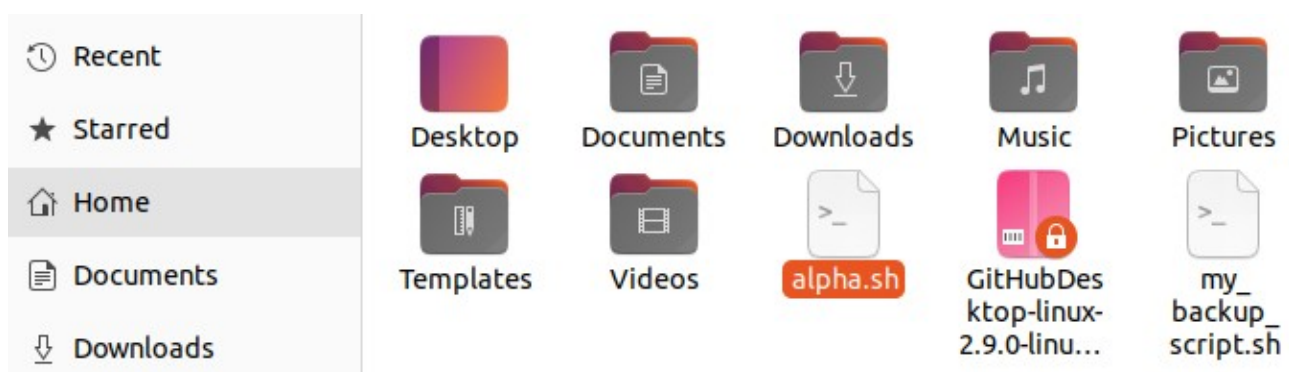 Recent
Starred
Home
Documents
Downloads
Desktop
Documents
Downloads
Music
Pictures
Templates
Videos
>_
alpha.sh
GitHubDes
ktop-linux-
2.9.0-linu...
>_
my_
backup_
script.sh